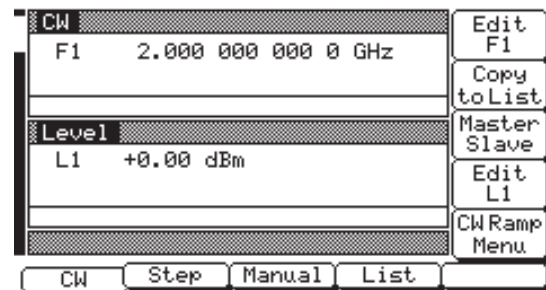 CW
F1 2.000 000 000 0 GHz
Level
L1 +0.00 dBm
Edit
F1
Copy
to List
Master
Slave
Edit
L1
CW Ramp
Menu
CW Step Manual List